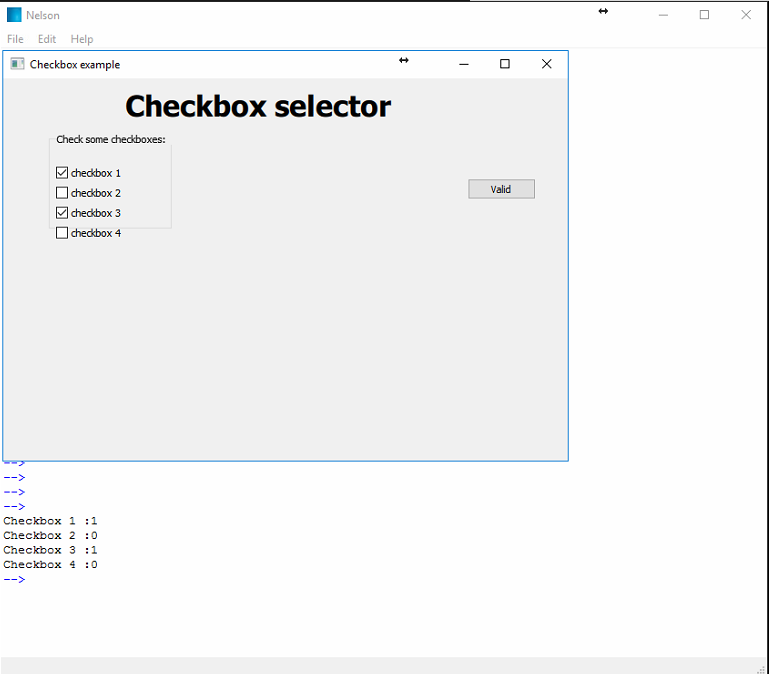 Nelson
File Edit Help
Checkbox example
Checkbox selector
Check some checkboxes:
checkbox 1
checkbox 2
Valid
checkbox 3
checkbox 4
-->
-->
-->
-->
Checkbox 1 :1
Checkbox 2 :0
Checkbox 3 :1
Checkbox 4 :0
-->